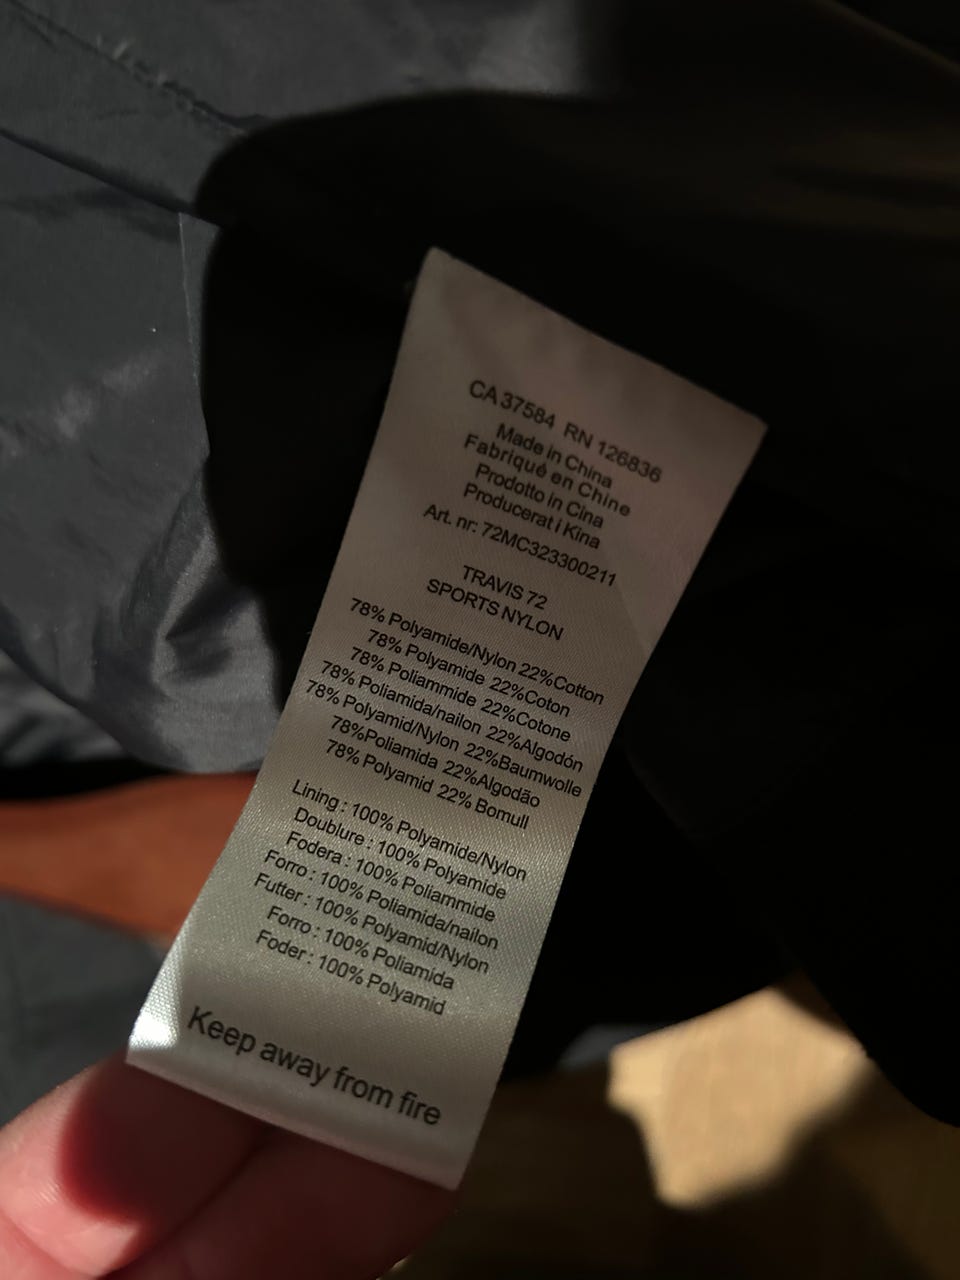 CA 37584 RN 126836
Made in China
Fabriqué en Chine
Prodotto in Cina
Producerat i Kina
Art. nr: 72MC323300211
TRAVIS 72
SPORTS NYLON
78% Polyamide/Nylon 22%Cotton
78% Polyamide 22%Coton
78% Poliammide 22%Cotone
78% Poliamida/nailon 22%Algodón
78% Polyamid/Nylon 22%Baumwolle
78%Poliamida 22%Algodão
78% Polyamid 22% Bomull
Lining : 100% Polyamide/Nylon
Doublure : 100% Polyamide
Fodera : 100% Poliammide
Forro : 100% Poliamida/nailon
Futter : 100% Polyamid/Nylon
Forro : 100% Poliamida
Foder : 100% Polyamid
Keep away from fire